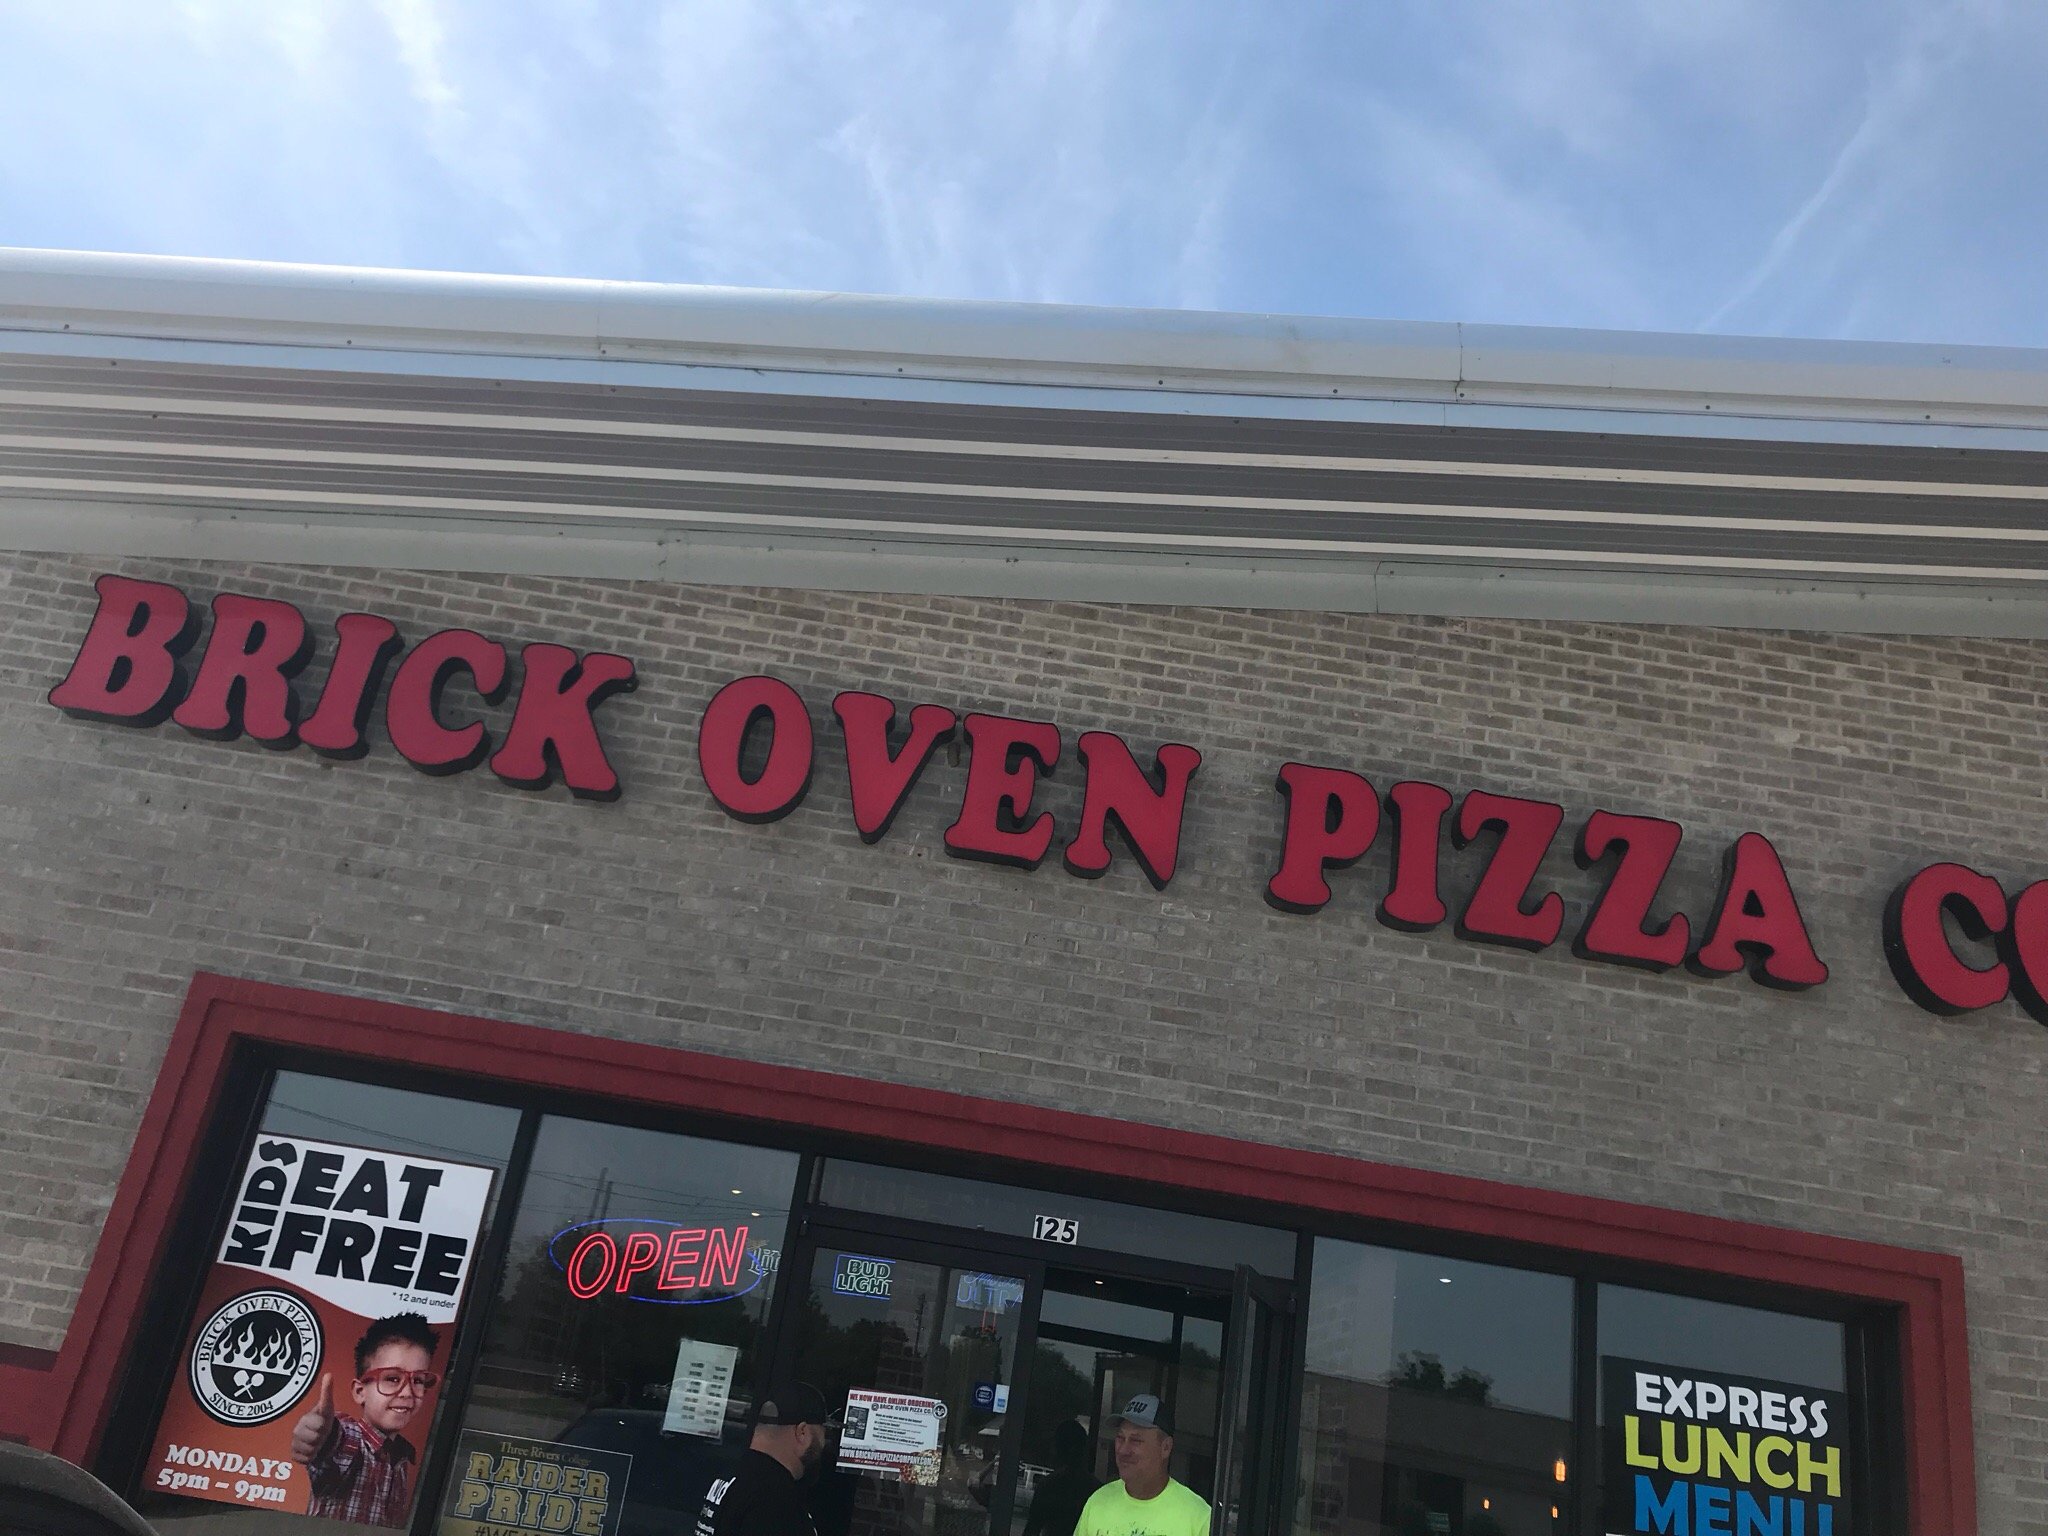 BRICK OVEN PIZZA CO
KIDS
EAT
FREE
* 12 and under
BRICK OVEN PIZZA CO.
SINCE 2004
MONDAYS
5pm - 9pm
OPEN
Lit
BUD
LIGHT
125
Three Rivers College
RAIDER
PRIDE
WE NOW HAVE ONLINE ORDERING
BRICK OVEN PIZZA CO.
WWW.BRICKOVENPIZZACOMPANY.COM
EXPRESS
LUNCH
MENU